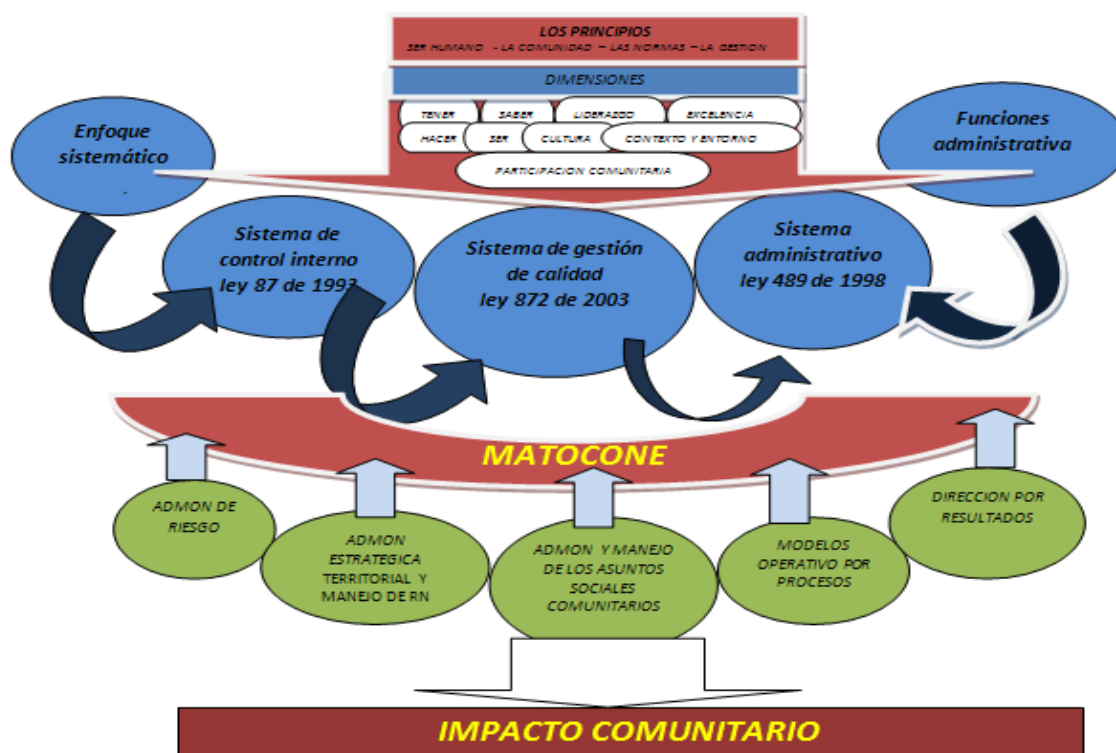 LOS PRINCIPIOS
SER HUMANO - LA COMUNIDAD – LAS NORMAS – LA GESTION
DIMENSIONES
TENER
SABER
LIDERAZGO
EXCELENCIA
HACER
SER
CULTURA
CONTEXTO Y ENTORNO
PARTICIPACION COMUNITARIA
Enfoque
sistemático
.
Funciones
administrativa
Sistema de
control interno
ley 87 de 1993
Sistema de gestión
de calidad
ley 872 de 2003
Sistema
administrativo
ley 489 de 1998
MATOCONE
ADMON DE
RIESGO
ADMON
ESTRATEGICA
TERRITORIAL Y
MANEJO DE RN
ADMON Y MANEJO
DE LOS ASUNTOS
SOCIALES
COMUNITARIOS
MODELOS
OPERATIVO POR
PROCESOS
DIRECCION POR
RESULTADOS
IMPACTO COMUNITARIO